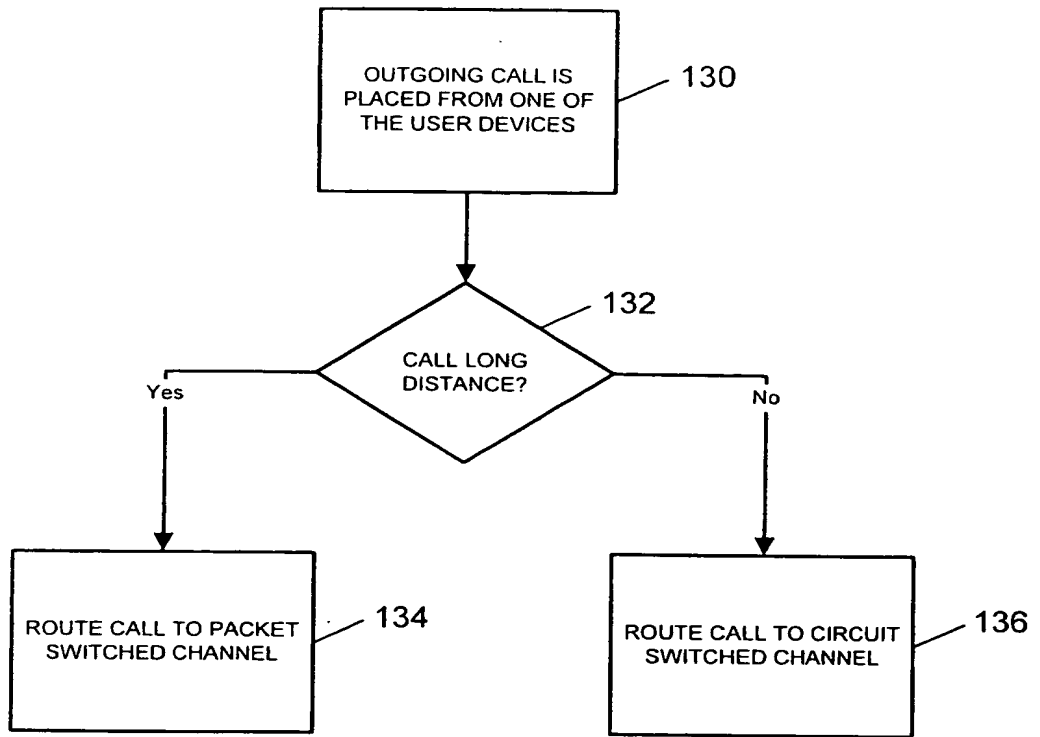 OUTGOING CALL IS
PLACED FROM ONE OF
THE USER DEVICES
130
132
CALL LONG
DISTANCE?
Yes
No
ROUTE CALL TO PACKET
SWITCHED CHANNEL
134
ROUTE CALL TO CIRCUIT
SWITCHED CHANNEL
136